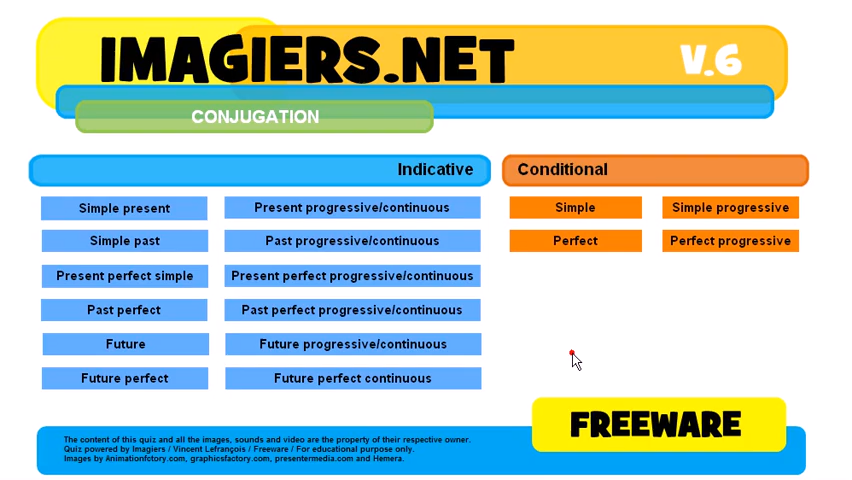 IMAGIERS.NET V.6
CONJUGATION
Indicative Conditional
Simple present Present progressive/continuous Simple Simple progressive
Simple past Past progressive/continuous Perfect Perfect progressive
Present perfect simple Present perfect progressive/continuous
Past perfect Past perfect progressive/continuous
Future Future progressive/continuous
Future perfect Future perfect continuous
FREEWARE
The content of this quiz and all the images, sounds and video are the property of their respective owner.
Quiz powered by Imagiers / Vincent Lefrançois / Freeware / For educational purpose only.
Images by Animationfotory.com, graphicsfactory.com, presentermedia.com and Hemera.